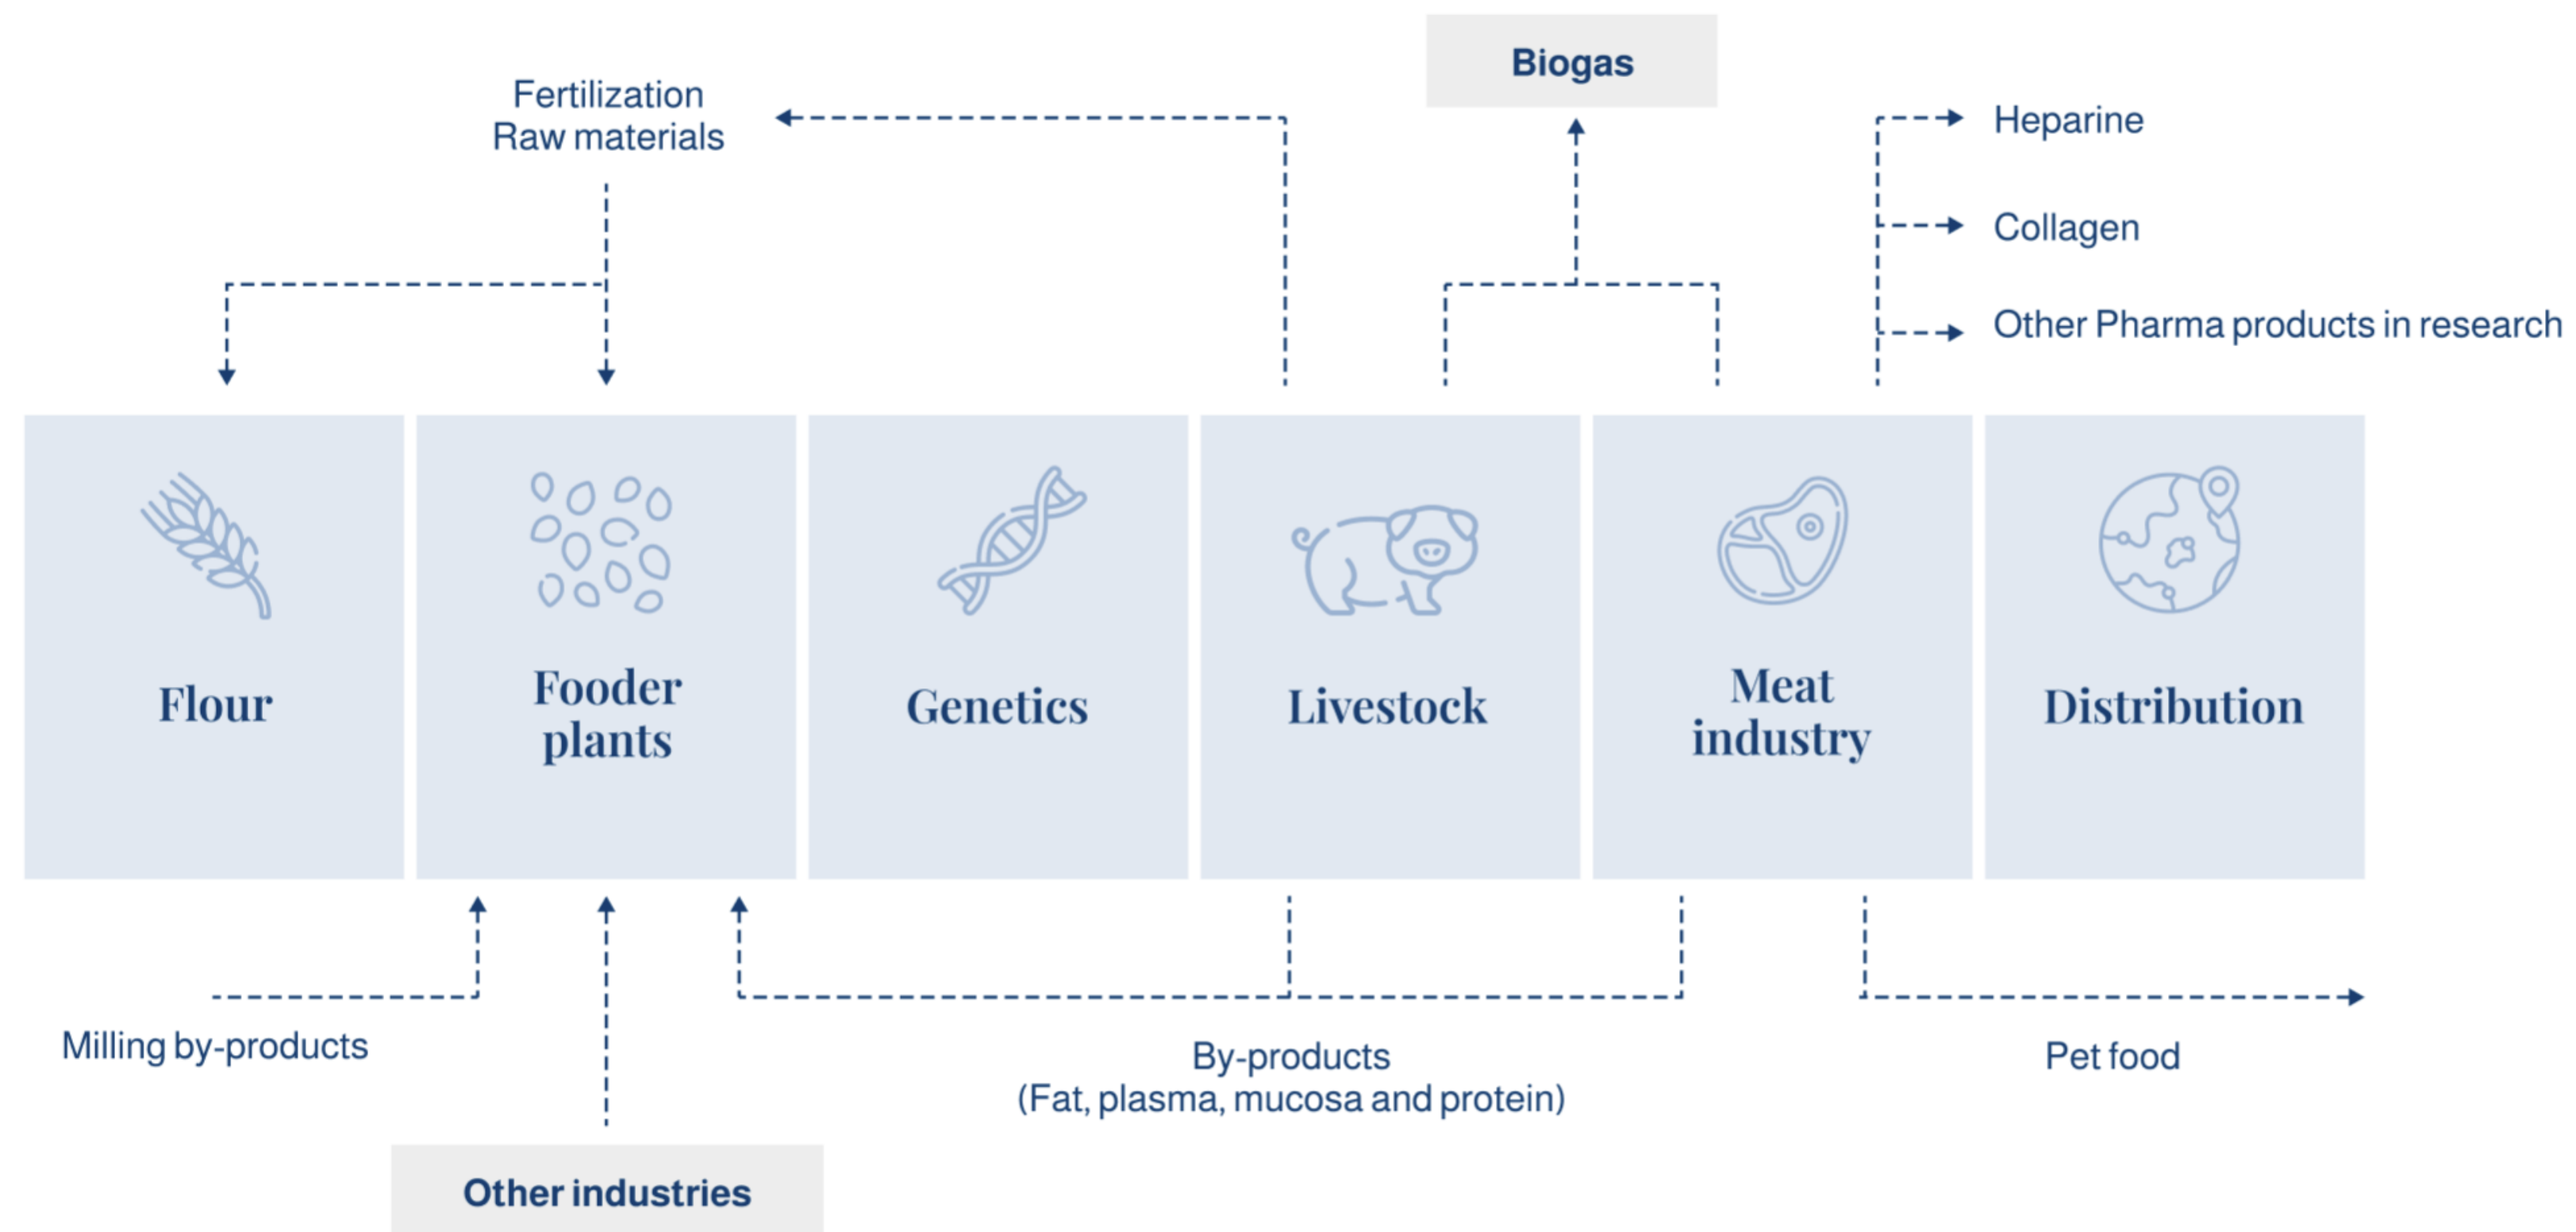 Biogas
Fertilization
Raw materials
Heparine
Collagen
Other Pharma products in research
Flour
Fooder
plants
Genetics
Livestock
Meat
industry
Distribution
Milling by-products
By-products
(Fat, plasma, mucosa and protein)
Pet food
Other industries